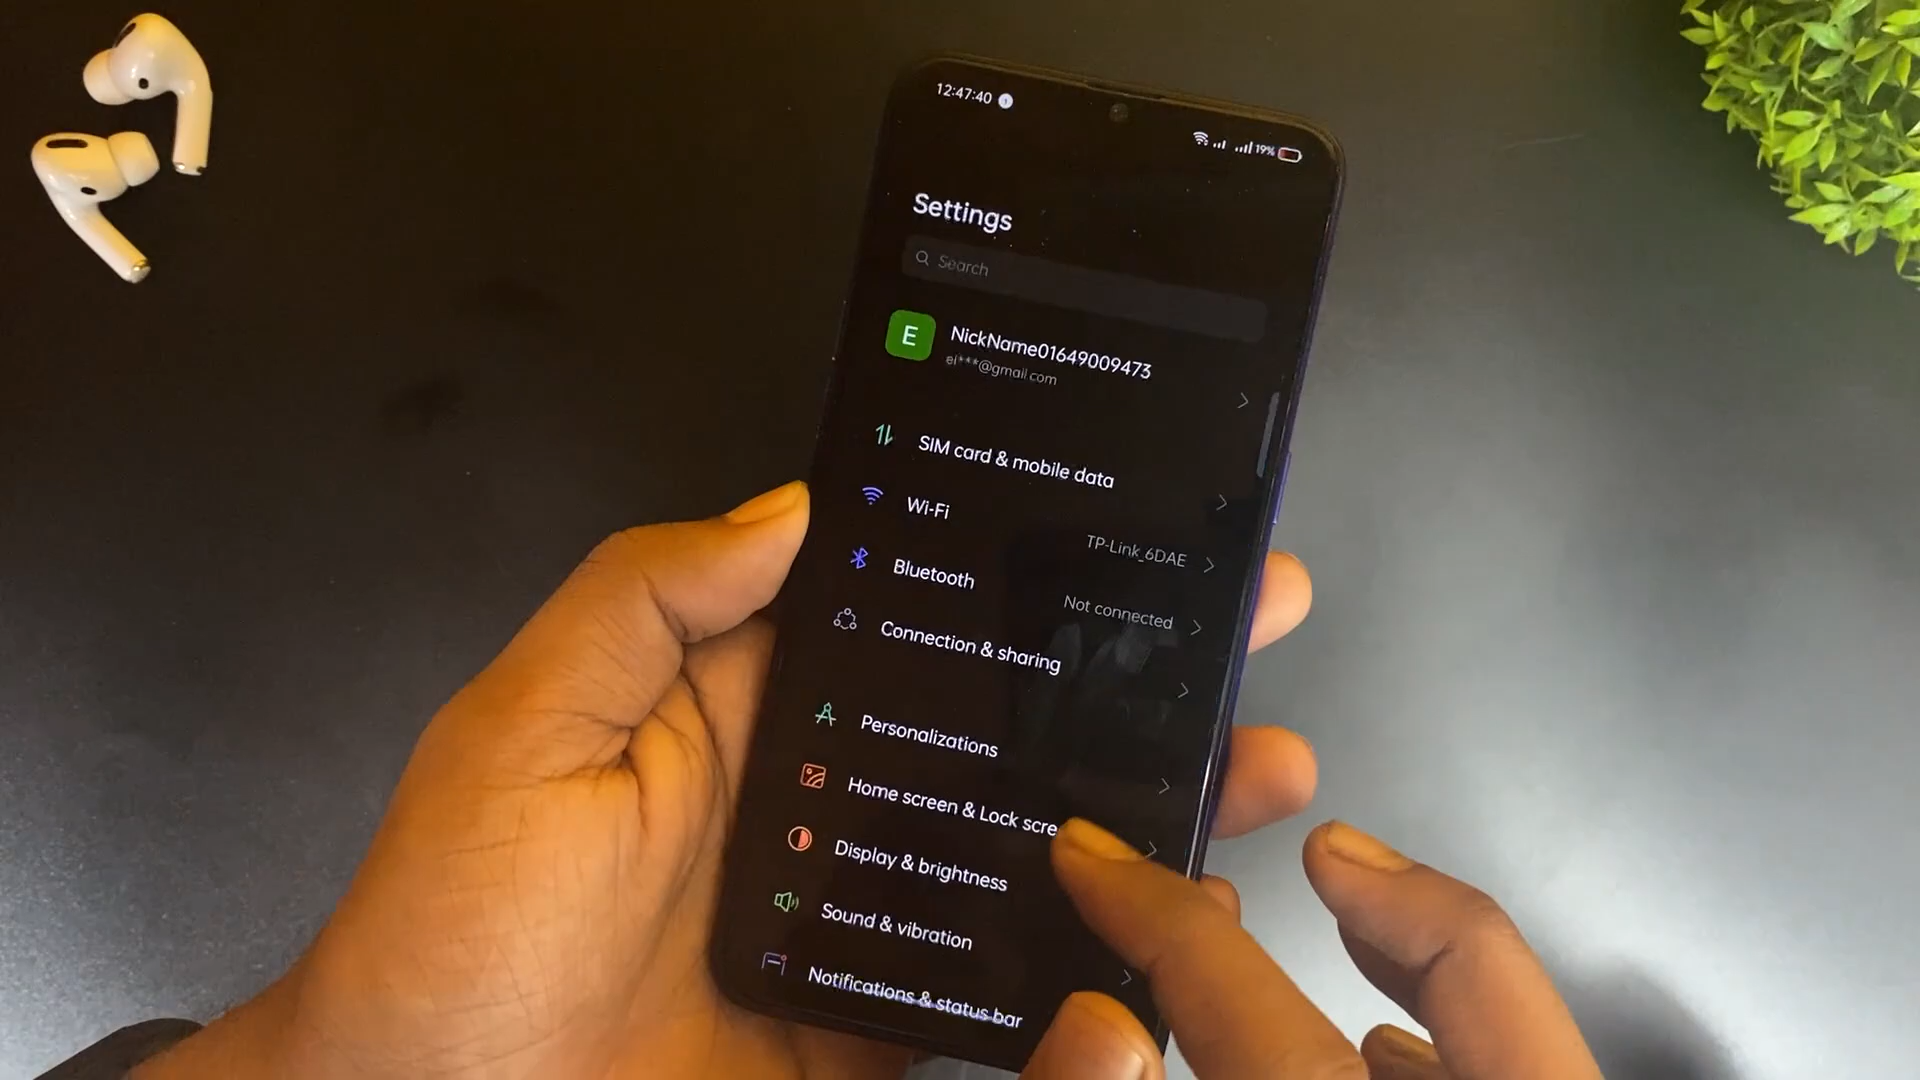 12:47:40
19%
Settings
Search
E
NickName01649009473
ei***@gmail.com
SIM card & mobile data
Wi-Fi
TP-Link_6DAE
Bluetooth
Not connected
Connection & sharing
Personalizations
Home screen & Lock scre
Display & brightness
Sound & vibration
Notifications & status bar